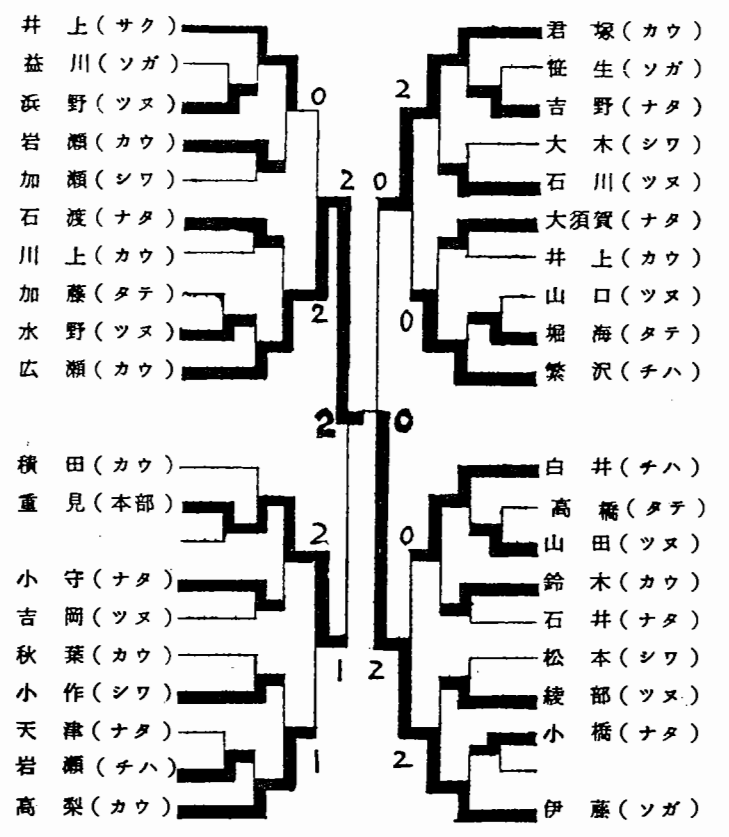 井上(サク)
益川(ソガ)
浜野(ツヌ)
岩瀬(カウ)
加瀬(シワ)
石渡(ナタ)
川上(カウ)
加藤(タテ)
水野(ツヌ)
広瀬(カウ)
積田(カウ)
重見(本部)
小守(ナタ)
吉岡(ツヌ)
秋葉(カウ)
小作(シワ)
天津(ナタ)
岩瀬(チハ)
高梨(カウ)
0
2
2
2
2
1
1
2
0
0
0
0
2
2
君塚(カウ)
笹生(ソガ)
吉野(ナタ)
大木(シワ)
石川(ツヌ)
大須賀(ナタ)
井上(カウ)
山口(ツヌ)
堀海(タテ)
繁沢(チハ)
白井(チハ)
高橋(タテ)
山田(ツヌ)
鈴木(カウ)
石井(ナタ)
松本(シワ)
綾部(ツヌ)
小橋(ナタ)
伊藤(ソガ)